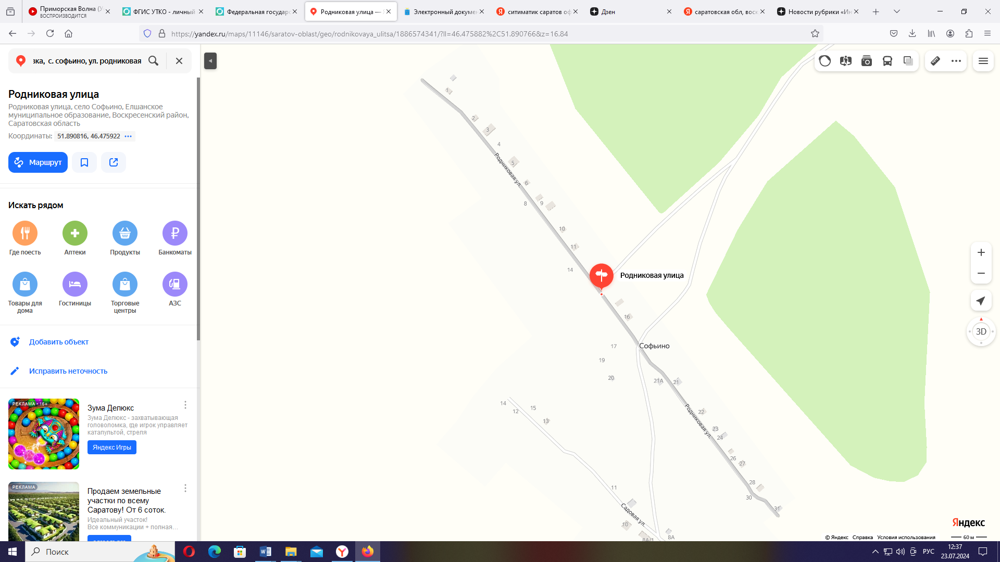 Приморская Волна (У
ВОСПРОИЗВОДИТСЯ
ФГИС УТКО - личный
Федеральная государс
Родниковая улица —
Электронный докумен
ситиматик саратов оф
Дзен
саратовская обл, воск
Новости рубрики «Ин
https://yandex.ru/maps/11146/saratov-oblast/geo/rodnikovaya_ulitsa/1886574341/?ll=46.475882%2C51.890766&z=16.84
вка, с. софьино, ул. родниковая
Родниковая улица
Родниковая улица, село Софьино, Елшанское
муниципальное образование, Воскресенский район,
Саратовская область
Координаты: 51.890816, 46.475922
Маршрут
Искать рядом
Где поесть
Аптеки
Продукты
Банкоматы
Товары для
дома
Гостиницы
Торговые
центры
АЗС
Добавить объект
Исправить неточность
РЕКЛАМА • 16+
Зума Делюкс
Зума Делюкс - захватывающая
головоломка, где игрок управляет
катапультой, стреля
Яндекс Игры
РЕКЛАМА
Продаем земельные
участки по всему
Саратову! От 6 соток.
Идеальный участок!
Все коммуникации + полная...
1
2
3
4
Родниковая ул.
5
6
8
9
10
11
14
Родниковая улица
16
17
Софьино
19
20
21А
21
14
12
15
13
Родниковая ул.
22
23
24
26
27
28
30
31
11
Садовая ул.
10
8А/1
8А
3D
Яндекс
© Яндекс Справка Условия использования
60 м
Поиск
РУС
12:37
23.07.2024